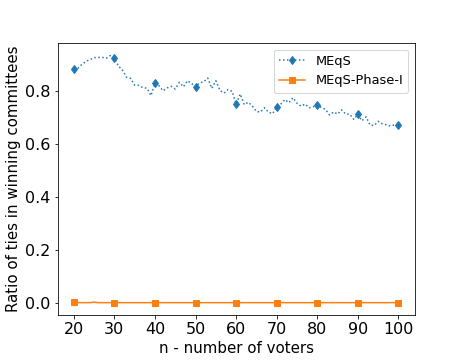 MEqS
MEqS-Phase-I
Ratio of ties in winning committees
0.8
0.6
0.4
0.2
0.0
20 30 40 50 60 70 80 90 100
n - number of voters